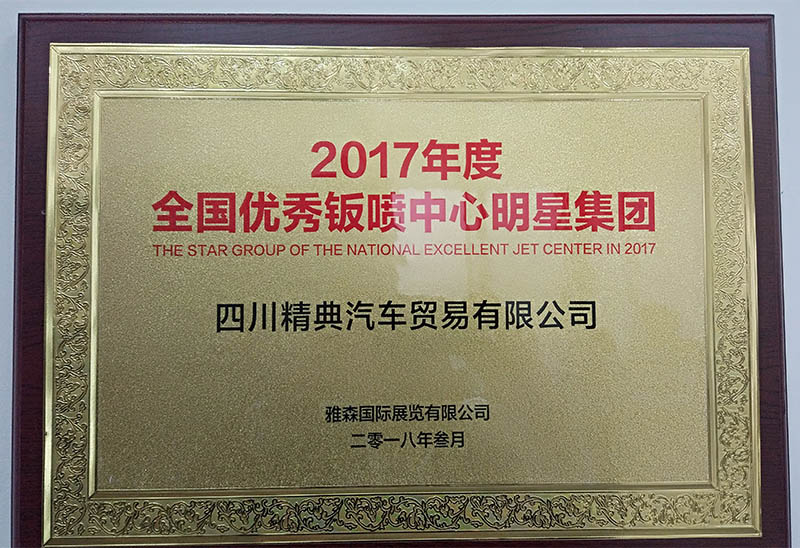 2017年度
全国优秀钣喷中心明星集团
THE STAR GROUP OF THE NATIONAL EXCELLENT JET CENTER IN 2017
四川精典汽车贸易有限公司
雅森国际展览有限公司
二零一八年叁月